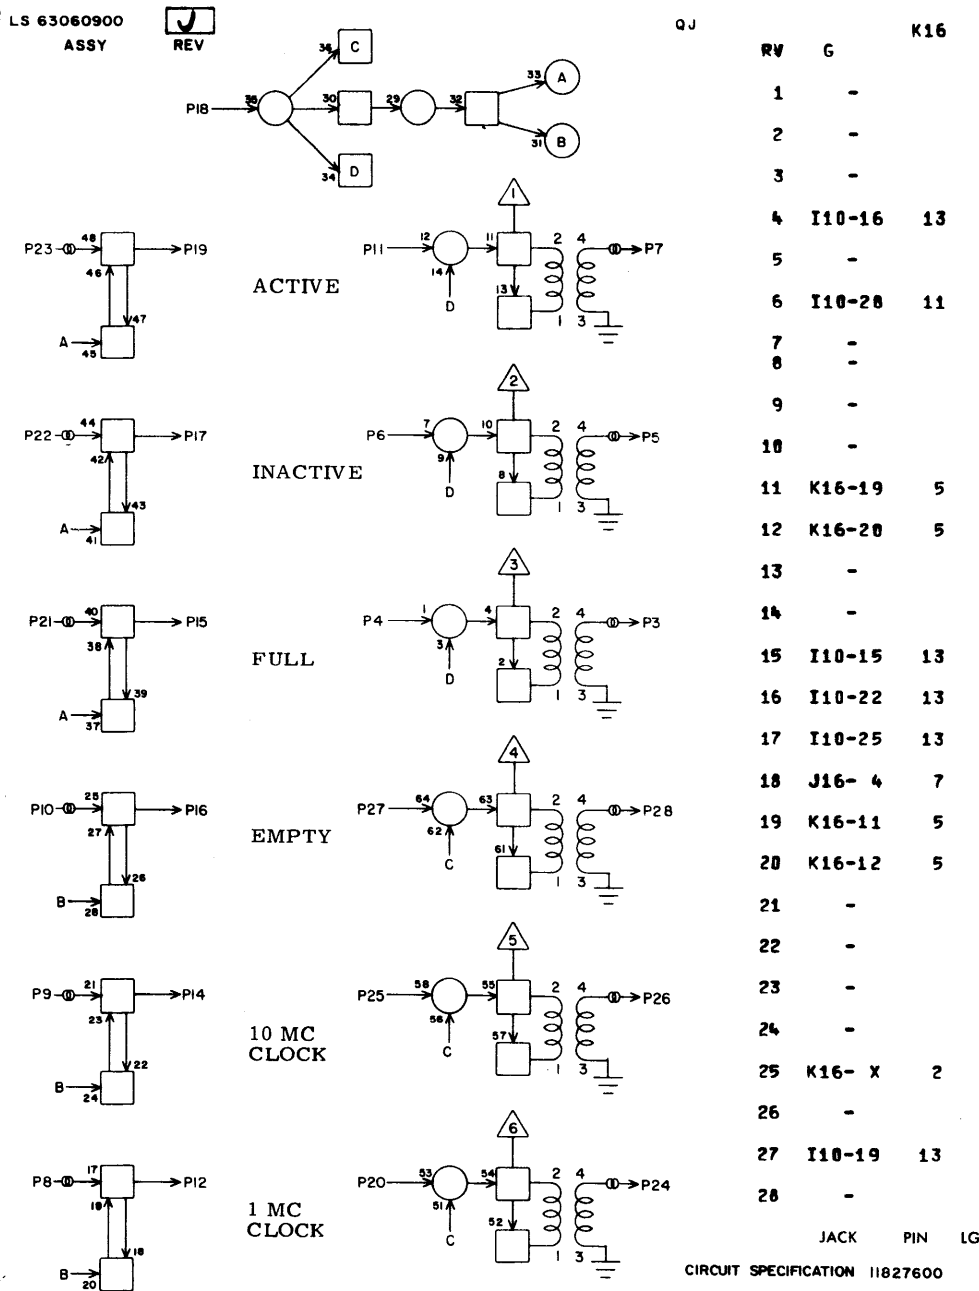 LS 63060900 J QJ K16
ASSY REV
RV G
36 C
33 A
P18 35 30 29 32
31 B
34 D
1 -
2 -
3 -
4 I10-16 13
5 -
6 I10-20 11
7 -
8 -
9 -
10 -
11 K16-19 5
12 K16-20 5
13 -
14 -
15 I10-15 13
16 I10-22 13
17 I10-25 13
18 J16- 4 7
19 K16-11 5
20 K16-12 5
21 -
22 -
23 -
24 -
25 K16- X 2
26 -
27 I10-19 13
28 -
JACK PIN LG
1
P23 48 P19 P11 12 11 2 4 P7
46 14 13
ACTIVE
47 D 1 3
A 45
2
P22 44 P17 P6 7 10 2 4 P5
42 9 8
INACTIVE
43 D 1 3
A 41
3
P21 40 P15 P4 1 4 2 4 P3
38 3 2
FULL
39 D 1 3
A 37
4
P10 25 P16 P27 64 63 2 4 P28
27 62 61
EMPTY
26 C 1 3
B 28
5
P9 21 P14 P25 58 55 2 4 P26
23 56 57
10 MC
CLOCK
22 C 1 3
B 24
6
P8 17 P12 P20 53 54 2 4 P24
19 51 52
1 MC
CLOCK
18 C 1 3
B 20
CIRCUIT SPECIFICATION 11827600